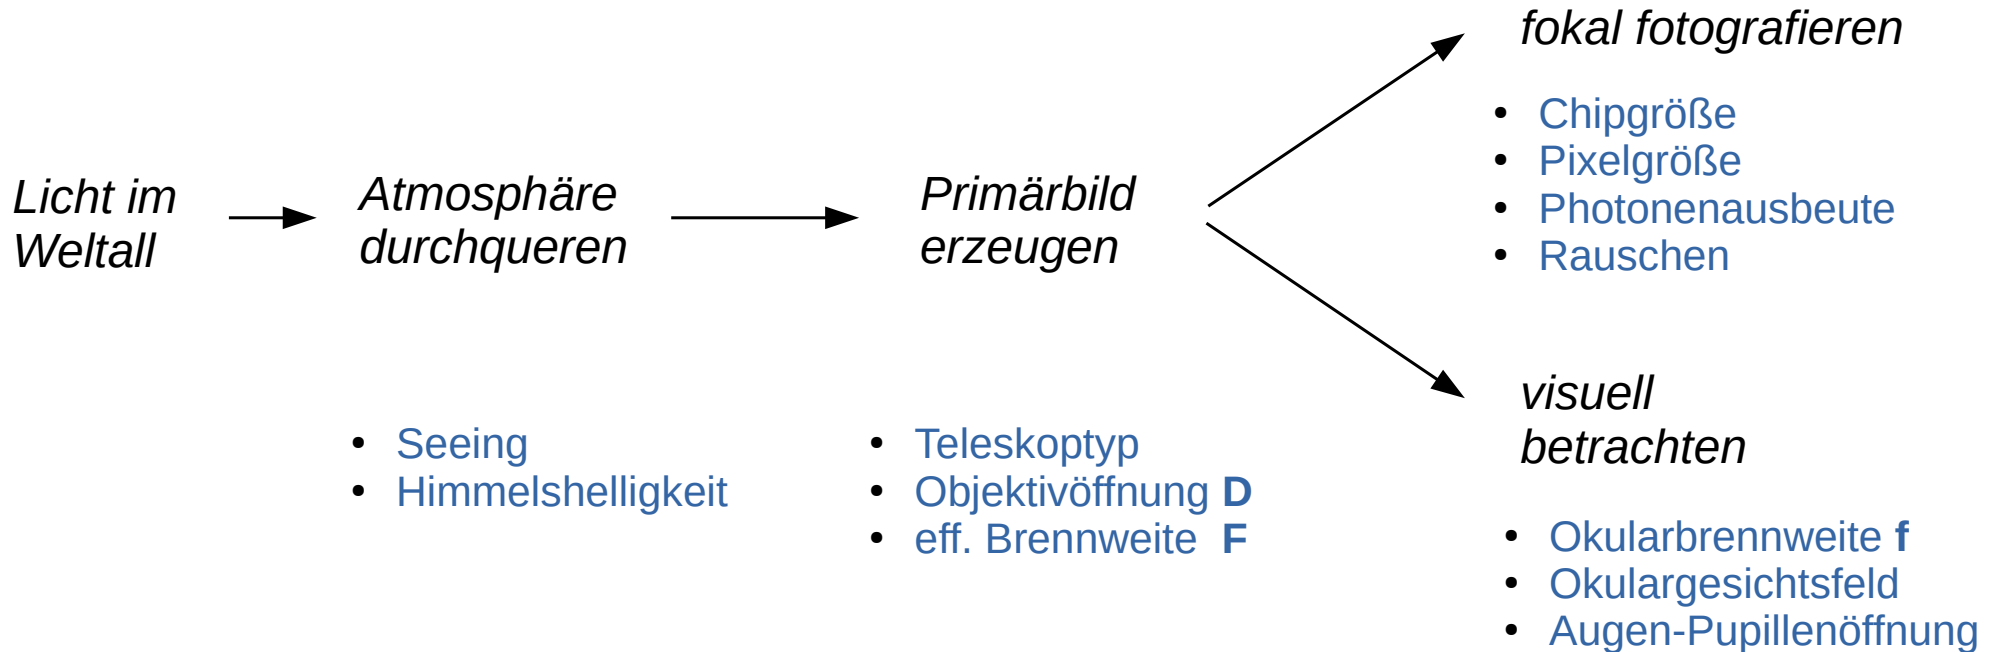 Licht im
Weltall
Atmosphäre
durchqueren
• Seeing
• Himmelshelligkeit
Primärbild
erzeugen
• Teleskoptyp
• Objektivöffnung D
• eff. Brennweite F
fokal fotografieren
• Chipgröße
• Pixelgröße
• Photonenausbeute
• Rauschen
visuell
betrachten
• Okularbrennweite f
• Okulargesichtsfeld
• Augen-Pupillenöffnung